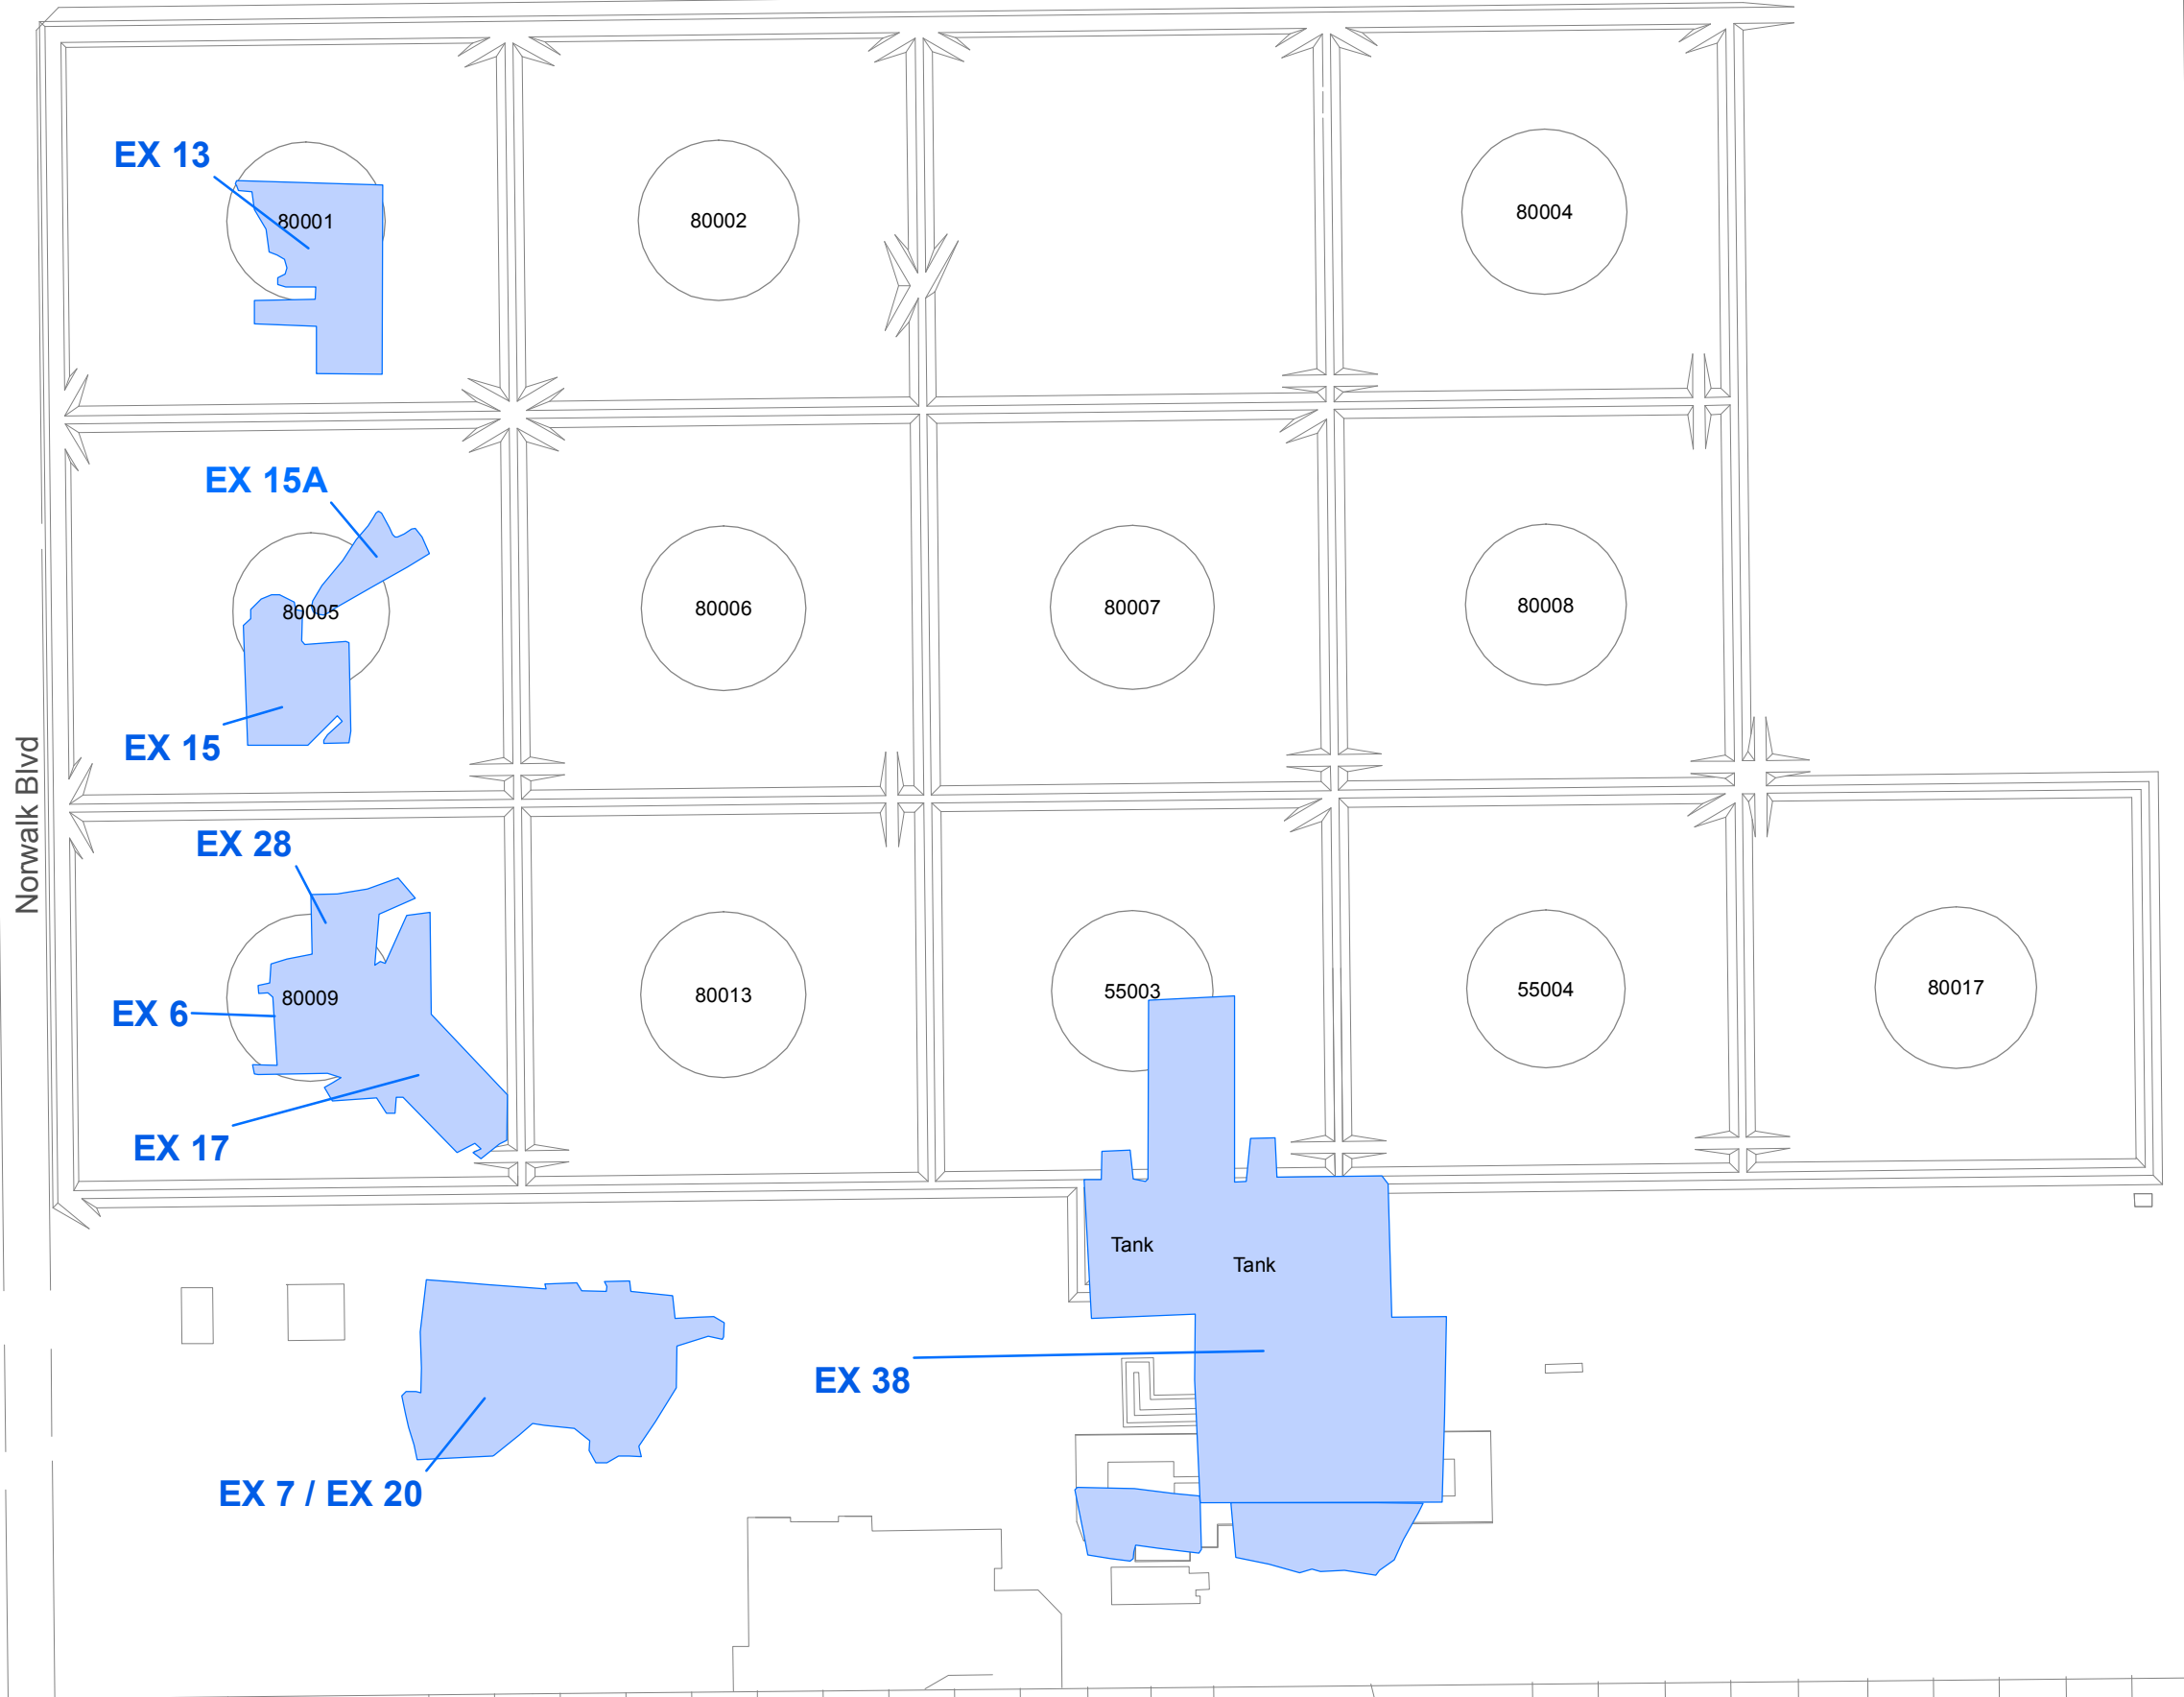 EX 13
80001
80002
80004
EX 15A
80005
80006
80007
80008
EX 15
Norwalk Blvd
EX 28
80009
EX 6
80013
55003
55004
80017
EX 17
Tank
Tank
EX 38
EX 7 / EX 20